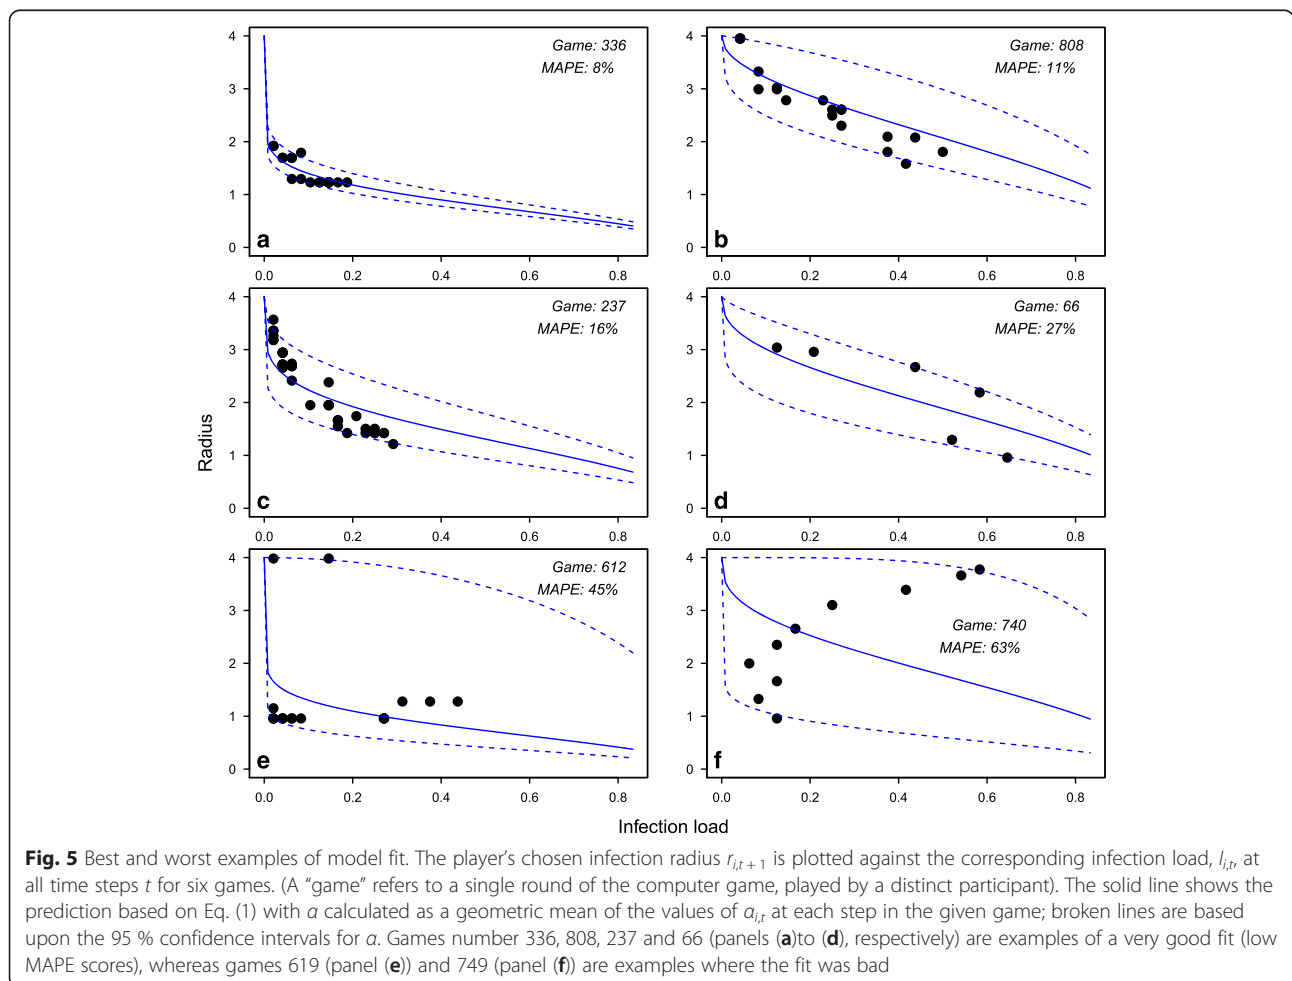 Game: 336
MAPE: 8%
4
3
2
1
0
a
0.0 0.2 0.4 0.6 0.8
Game: 808
MAPE: 11%
4
3
2
1
0
b
0.0 0.2 0.4 0.6 0.8
Game: 237
MAPE: 16%
4
3
2
1
0
c
0.0 0.2 0.4 0.6 0.8
Game: 66
MAPE: 27%
4
3
2
1
0
d
0.0 0.2 0.4 0.6 0.8
Radius
Game: 612
MAPE: 45%
4
3
2
1
0
e
0.0 0.2 0.4 0.6 0.8
Game: 740
MAPE: 63%
4
3
2
1
0
f
0.0 0.2 0.4 0.6 0.8
Infection load
Fig. 5 Best and worst examples of model fit. The player’s chosen infection radius r_{i,t + 1} is plotted against the corresponding infection load, I_{i,t}, at
all time steps t for six games. (A “game” refers to a single round of the computer game, played by a distinct participant). The solid line shows the
prediction based on Eq. (1) with α calculated as a geometric mean of the values of α_{i,t} at each step in the given game; broken lines are based
upon the 95 % confidence intervals for α. Games number 336, 808, 237 and 66 (panels (a)to (d), respectively) are examples of a very good fit (low
MAPE scores), whereas games 619 (panel (e)) and 749 (panel (f)) are examples where the fit was bad